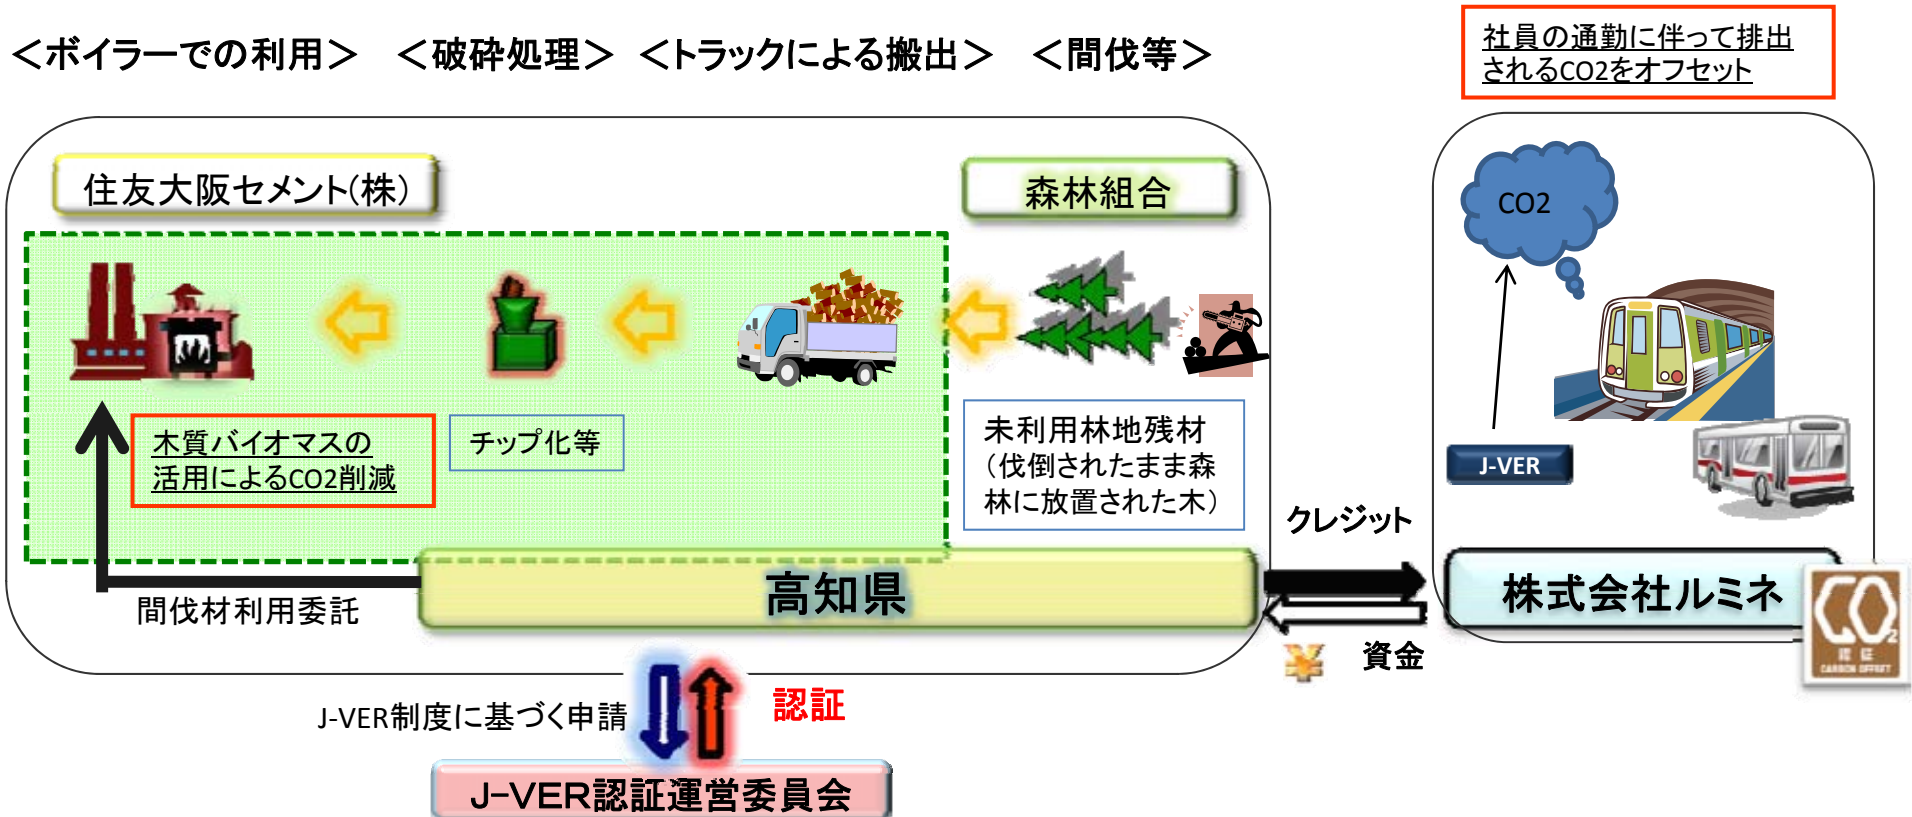 ＜ボイラーでの利用＞　＜破砕処理＞　＜トラックによる搬出＞　＜間伐等＞
社員の通勤に伴って排出
されるCO2をオフセット
住友大阪セメント(株)
森林組合
CO2
木質バイオマスの
活用によるCO2削減
チップ化等
未利用林地残材
（伐倒されたまま森
林に放置された木）
J-VER
クレジット
高知県
株式会社ルミネ
CO2
認証
CARBON OFFSET
間伐材利用委託
資金
J-VER制度に基づく申請
認証
J-VER認証運営委員会